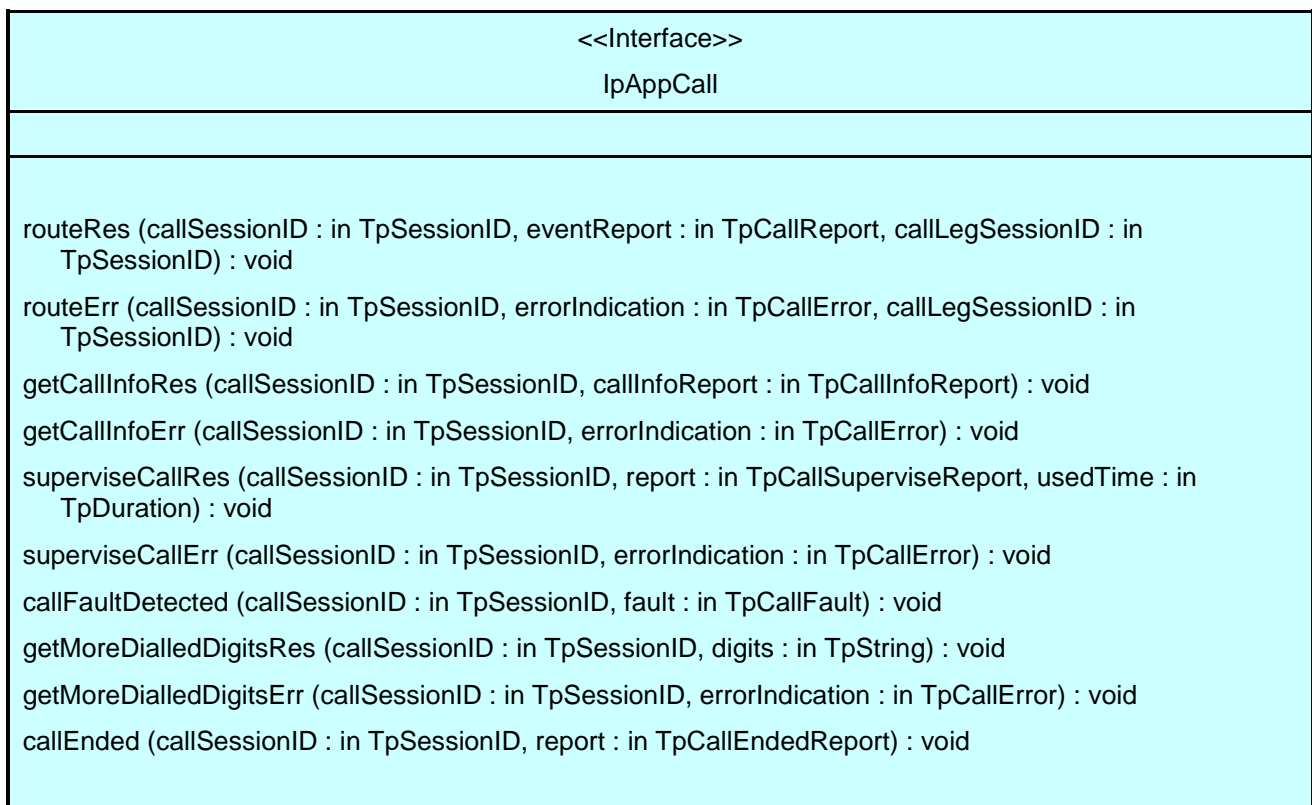 <<Interface>>
IpAppCall
routeRes (callSessionID : in TpSessionID, eventReport : in TpCallReport, callLegSessionID : in
TpSessionID) : void
routeErr (callSessionID : in TpSessionID, errorIndication : in TpCallError, callLegSessionID : in
TpSessionID) : void
getCallInfoRes (callSessionID : in TpSessionID, callInfoReport : in TpCallInfoReport) : void
getCallInfoErr (callSessionID : in TpSessionID, errorIndication : in TpCallError) : void
superviseCallRes (callSessionID : in TpSessionID, report : in TpCallSuperviseReport, usedTime : in
TpDuration) : void
superviseCallErr (callSessionID : in TpSessionID, errorIndication : in TpCallError) : void
callFaultDetected (callSessionID : in TpSessionID, fault : in TpCallFault) : void
getMoreDialledDigitsRes (callSessionID : in TpSessionID, digits : in TpString) : void
getMoreDialledDigitsErr (callSessionID : in TpSessionID, errorIndication : in TpCallError) : void
callEnded (callSessionID : in TpSessionID, report : in TpCallEndedReport) : void